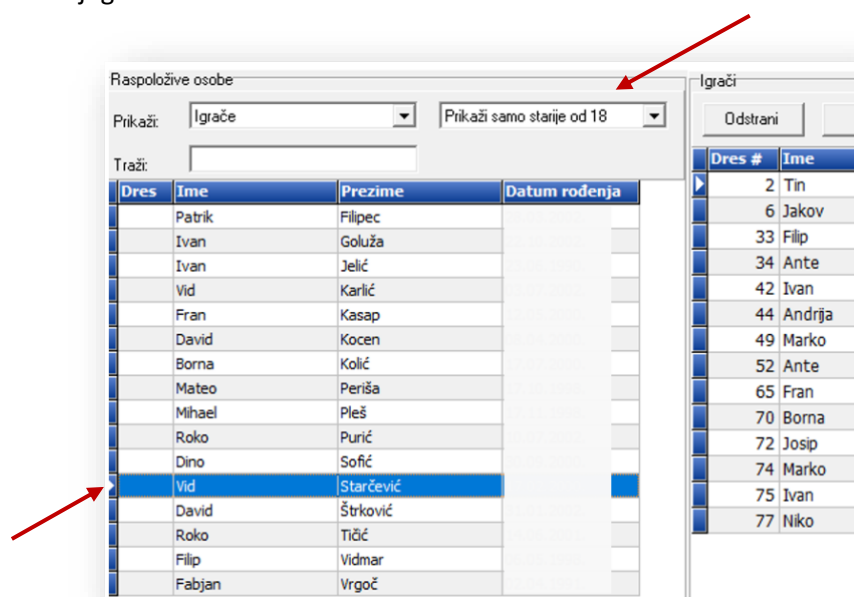 Raspoložive osobe
Prikaži: Igrače Prikaži samo starije od 18
Traži:
Dres Ime Prezime Datum rođenja
Patrik Filipec
Ivan Goluža
Ivan Jelić
Vid Karlić
Fran Kasap
David Kocen
Borna Kolić
Mateo Periša
Mihael Pleš
Roko Purić
Dino Sofić
Vid Starčević
David Štrković
Roko Tičić
Filip Vidmar
Fabjan Vrgoč
Igrači
Odstrani
Dres # Ime
2 Tin
6 Jakov
33 Filip
34 Ante
42 Ivan
44 Andrija
49 Marko
52 Ante
65 Fran
70 Borna
72 Josip
74 Marko
75 Ivan
77 Niko